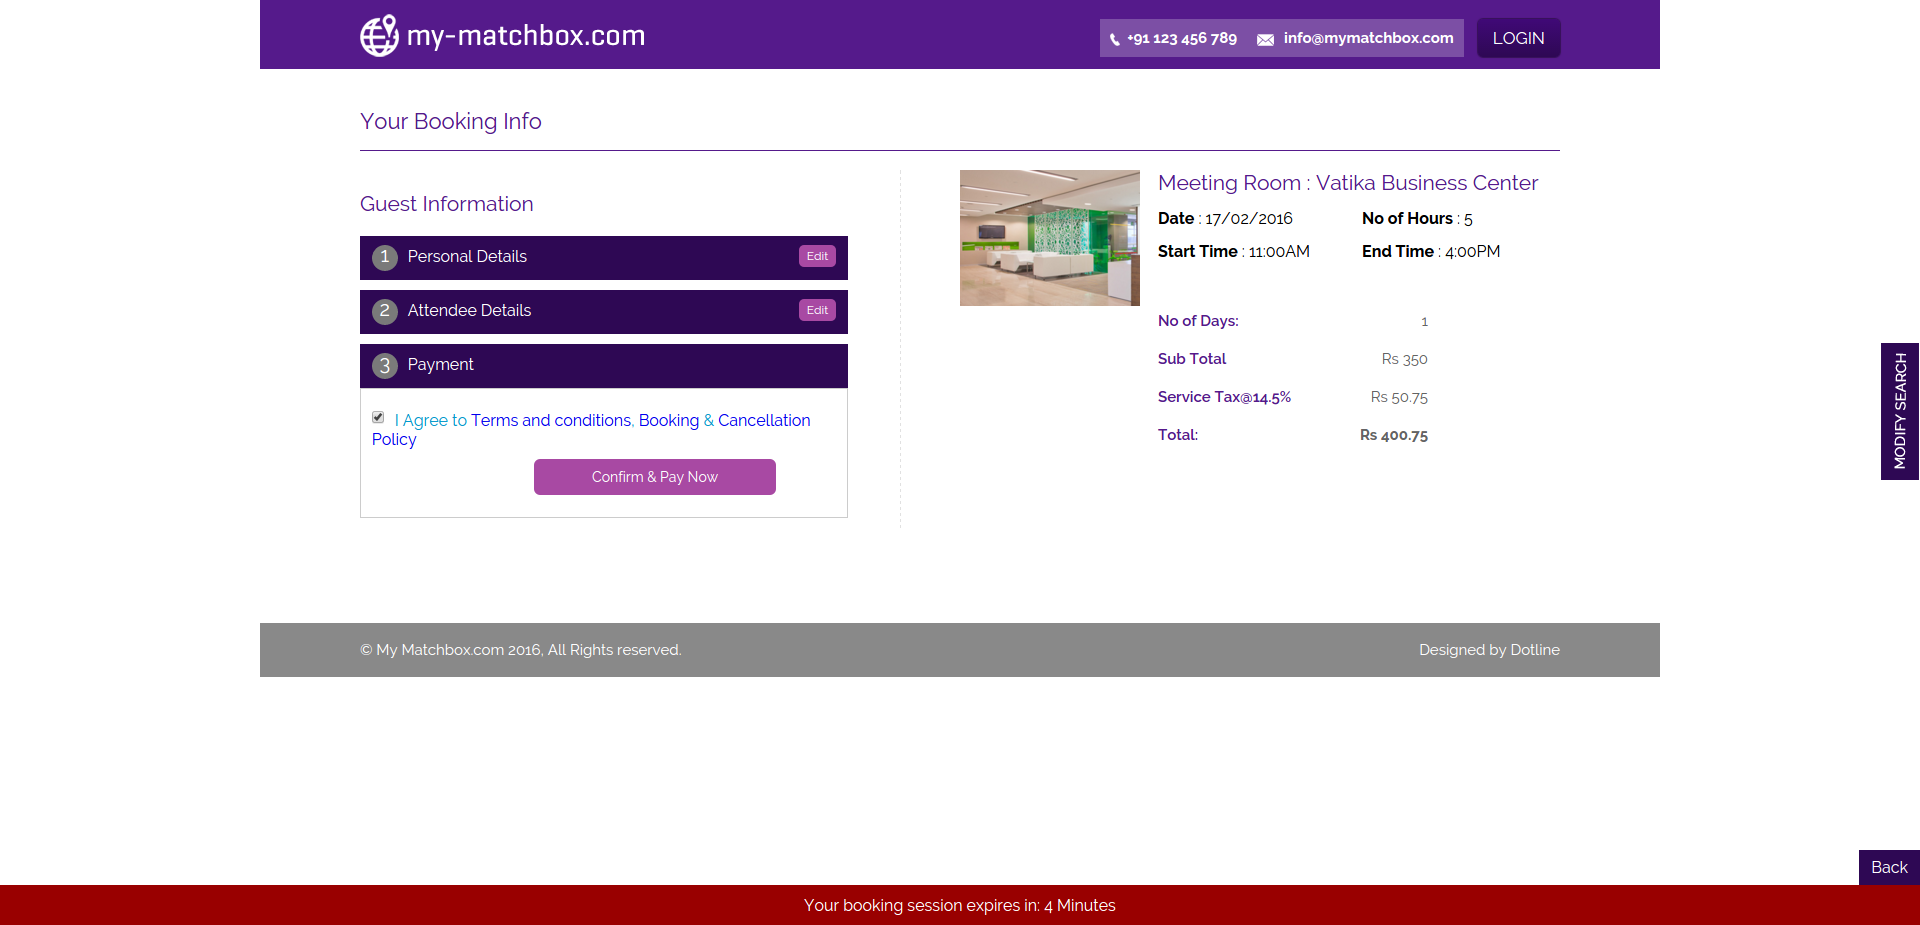 my-matchbox.com
+91 123 456 789 info@mymatchbox.com LOGIN
Your Booking Info
Guest Information
1 Personal Details Edit
2 Attendee Details Edit
3 Payment
I Agree to Terms and conditions, Booking & Cancellation
Policy
Confirm & Pay Now
Meeting Room : Vatika Business Center
Date : 17/02/2016 No of Hours : 5
Start Time : 11:00AM End Time : 4:00PM
No of Days: 1
Sub Total Rs 350
Service Tax@14.5% Rs 50.75
Total: Rs 400.75
MODIFY SEARCH
© My Matchbox.com 2016, All Rights reserved. Designed by Dotline
Back
Your booking session expires in: 4 Minutes